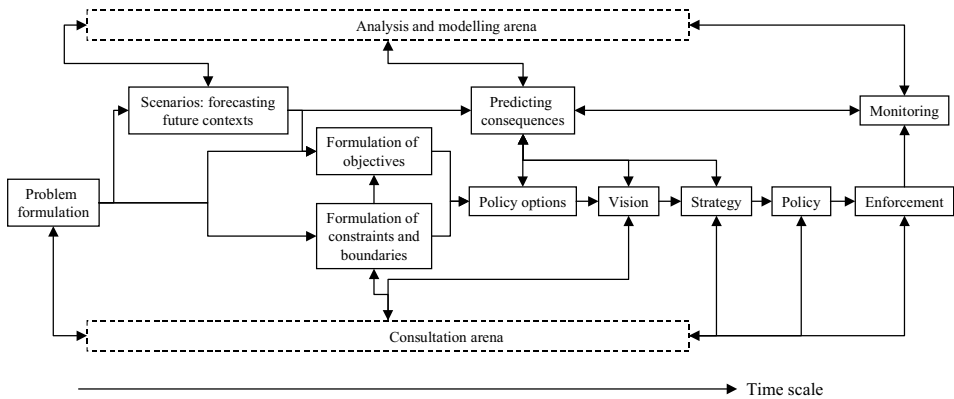 Analysis and modelling arena
Scenarios: forecasting
future contexts
Predicting
consequences
Monitoring
Formulation of
objectives
Problem
formulation
Policy options
Vision
Strategy
Policy
Enforcement
Formulation of
constraints and
boundaries
Consultation arena
Time scale